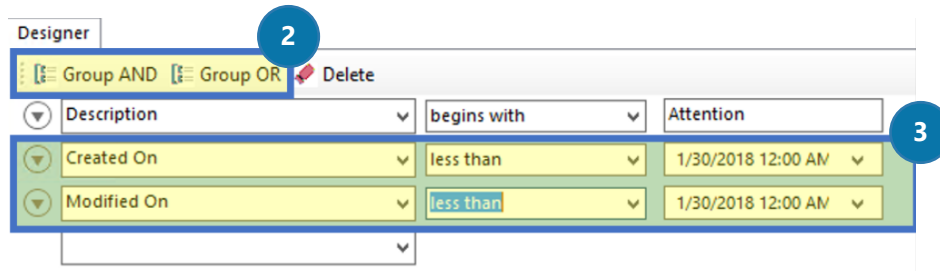 Designer
2
Group AND Group OR Delete
Description begins with Attention
3
Created On less than 1/30/2018 12:00 AM
Modified On less than 1/30/2018 12:00 AM